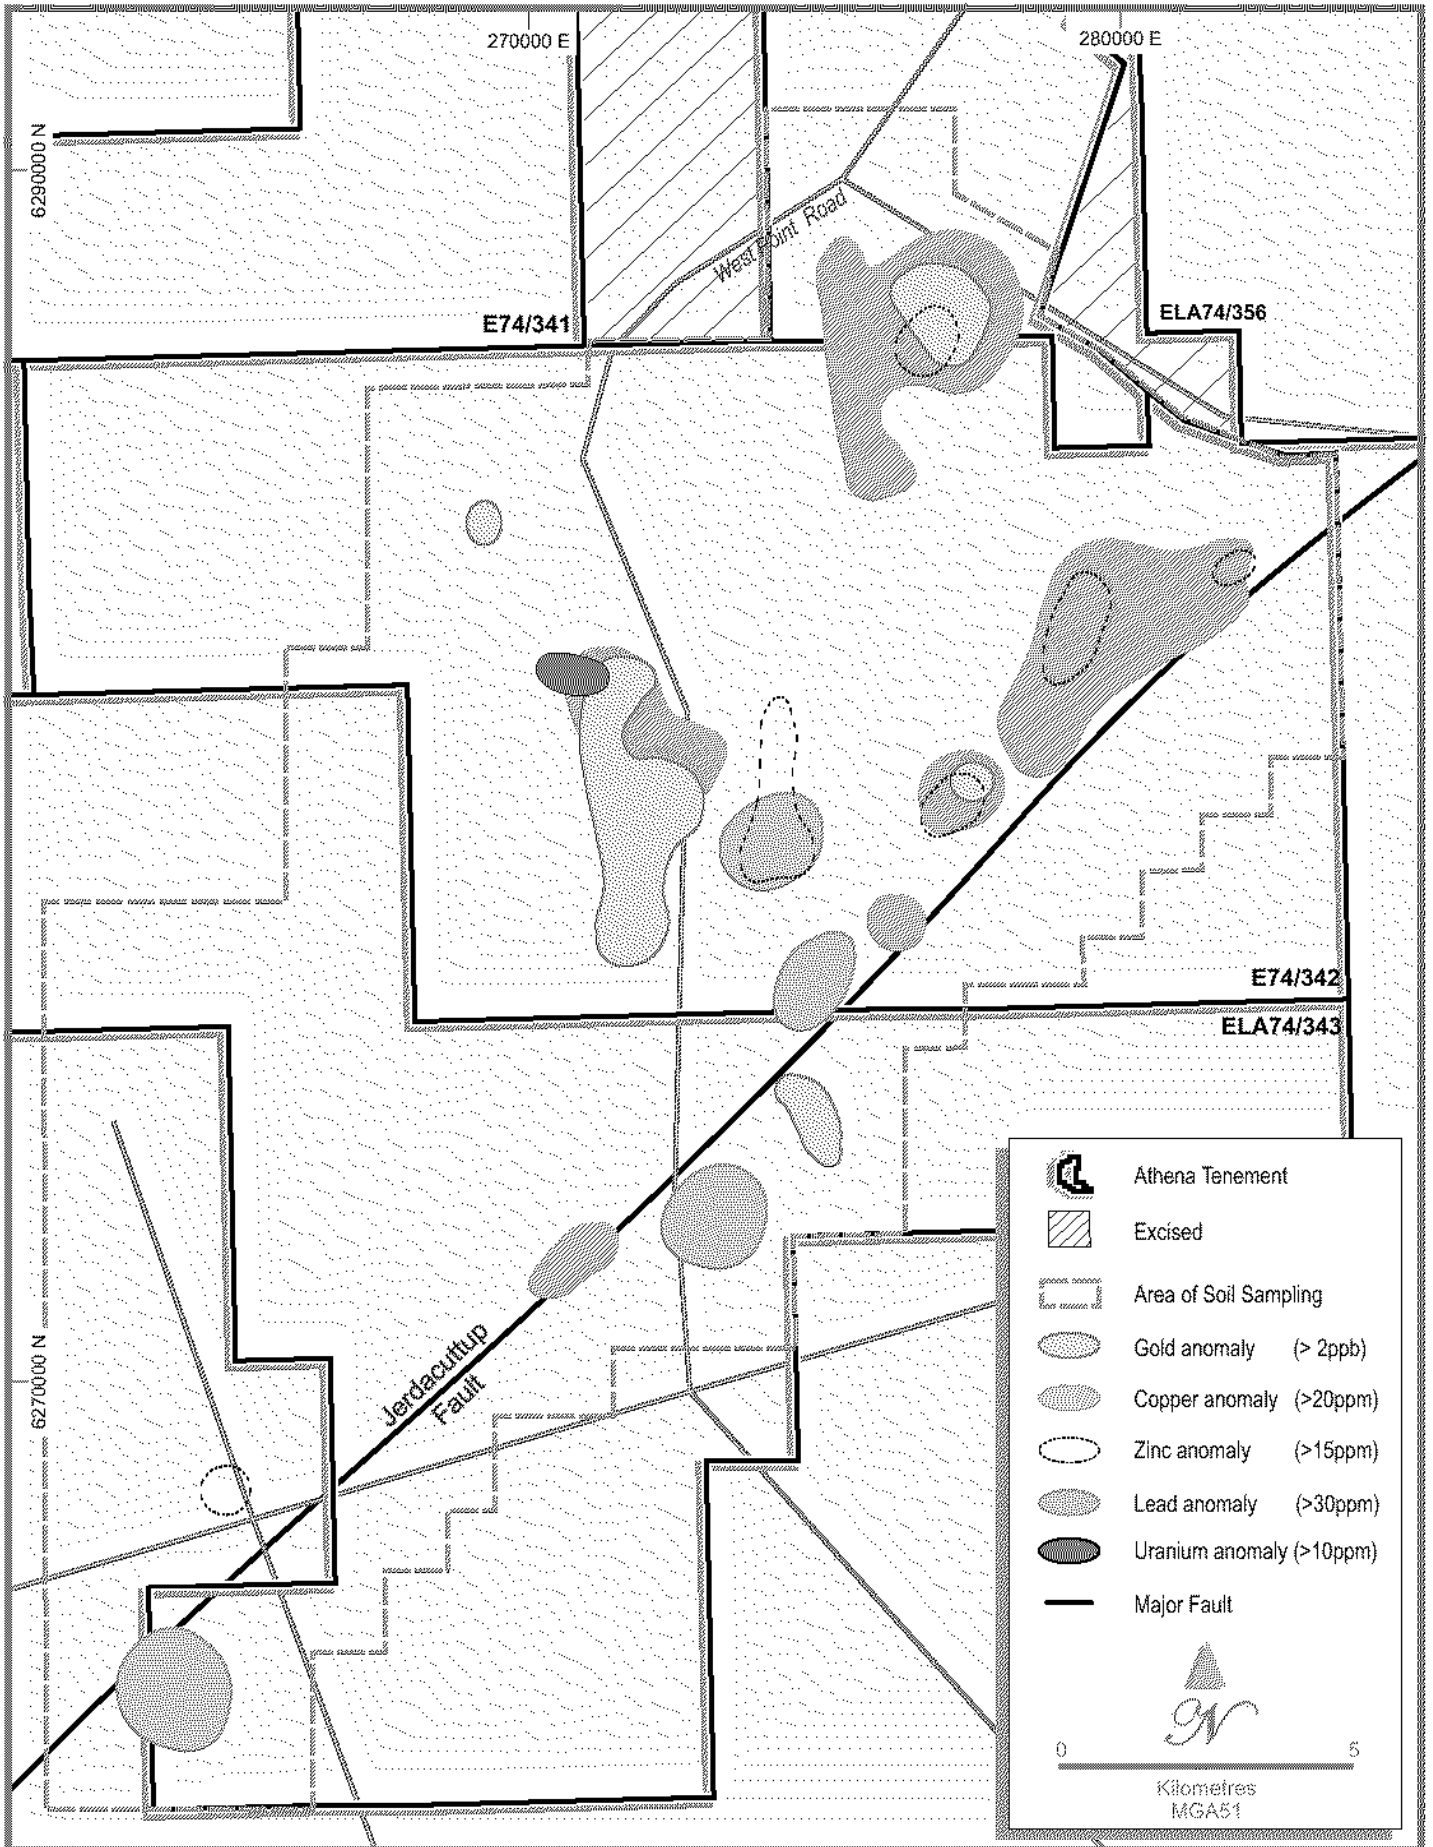 270000 E
280000 E
6290000 N
West Point Road
E74/341
ELA74/356
E74/342
ELA74/343
Jerdacuttup
Fault
6270000 N
Athena Tenement
Excised
Area of Soil Sampling
Gold anomaly (> 2ppb)
Copper anomaly (>20ppm)
Zinc anomaly (>15ppm)
Lead anomaly (>30ppm)
Uranium anomaly (>10ppm)
Major Fault
N
0 5
Kilometres
MGA51